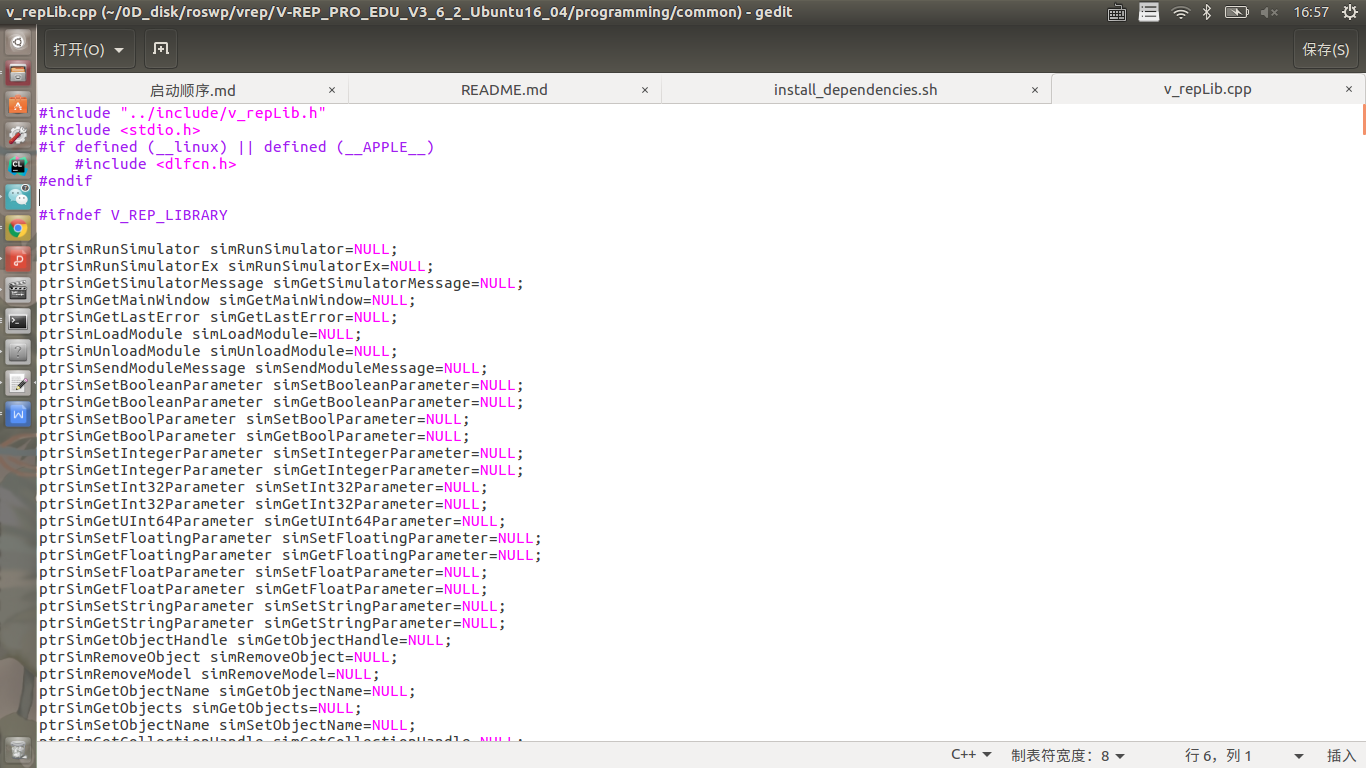 v_repLib.cpp (~/0D_disk/roswp/vrep/V-REP_PRO_EDU_V3_6_2_Ubuntu16_04/programming/common) - gedit
16:57
打开(O)
保存(S)
启动顺序.md ×
README.md ×
install_dependencies.sh ×
v_repLib.cpp ×
#include "../include/v_repLib.h"
#include <stdio.h>
#if defined (__linux) || defined (__APPLE__)
    #include <dlfcn.h>
#endif
#ifndef V_REP_LIBRARY
ptrSimRunSimulator simRunSimulator=NULL;
ptrSimRunSimulatorEx simRunSimulatorEx=NULL;
ptrSimGetSimulatorMessage simGetSimulatorMessage=NULL;
ptrSimGetMainWindow simGetMainWindow=NULL;
ptrSimGetLastError simGetLastError=NULL;
ptrSimLoadModule simLoadModule=NULL;
ptrSimUnloadModule simUnloadModule=NULL;
ptrSimSendModuleMessage simSendModuleMessage=NULL;
ptrSimSetBooleanParameter simSetBooleanParameter=NULL;
ptrSimGetBooleanParameter simGetBooleanParameter=NULL;
ptrSimSetBoolParameter simSetBoolParameter=NULL;
ptrSimGetBoolParameter simGetBoolParameter=NULL;
ptrSimSetIntegerParameter simSetIntegerParameter=NULL;
ptrSimGetIntegerParameter simGetIntegerParameter=NULL;
ptrSimSetInt32Parameter simSetInt32Parameter=NULL;
ptrSimGetInt32Parameter simGetInt32Parameter=NULL;
ptrSimGetUInt64Parameter simGetUInt64Parameter=NULL;
ptrSimSetFloatingParameter simSetFloatingParameter=NULL;
ptrSimGetFloatingParameter simGetFloatingParameter=NULL;
ptrSimSetFloatParameter simSetFloatParameter=NULL;
ptrSimGetFloatParameter simGetFloatParameter=NULL;
ptrSimSetStringParameter simSetStringParameter=NULL;
ptrSimGetStringParameter simGetStringParameter=NULL;
ptrSimGetObjectHandle simGetObjectHandle=NULL;
ptrSimRemoveObject simRemoveObject=NULL;
ptrSimRemoveModel simRemoveModel=NULL;
ptrSimGetObjectName simGetObjectName=NULL;
ptrSimGetObjects simGetObjects=NULL;
ptrSimSetObjectName simSetObjectName=NULL;
C++
制表符宽度：8
行 6，列 1
插入